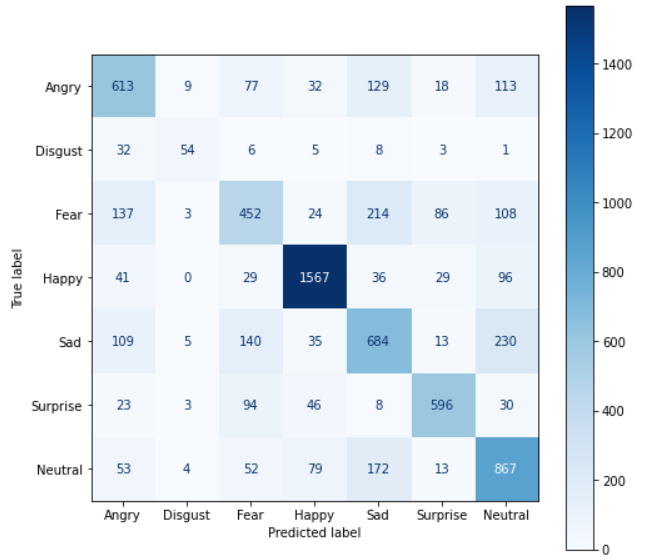 Angry 613 9 77 32 129 18 113
Disgust 32 54 6 5 8 3 1
Fear 137 3 452 24 214 86 108
Happy 41 0 29 1567 36 29 96
Sad 109 5 140 35 684 13 230
Surprise 23 3 94 46 8 596 30
Neutral 53 4 52 79 172 13 867
Angry Disgust Fear Happy Sad Surprise Neutral
Predicted label
True label
1400
1200
1000
800
600
400
200
0